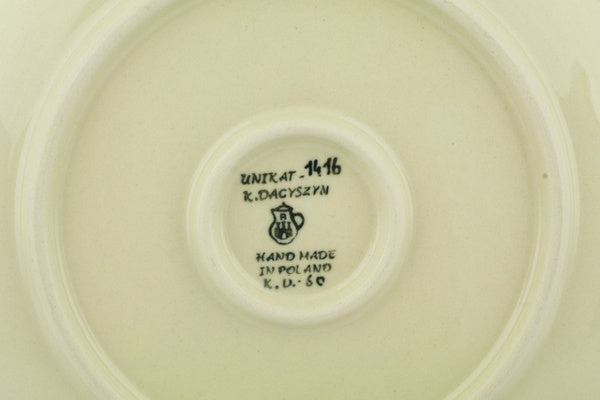 UNIKAT-1416
K.DACYSZYN
R
HAND MADE
IN POLAND
K.D.-60